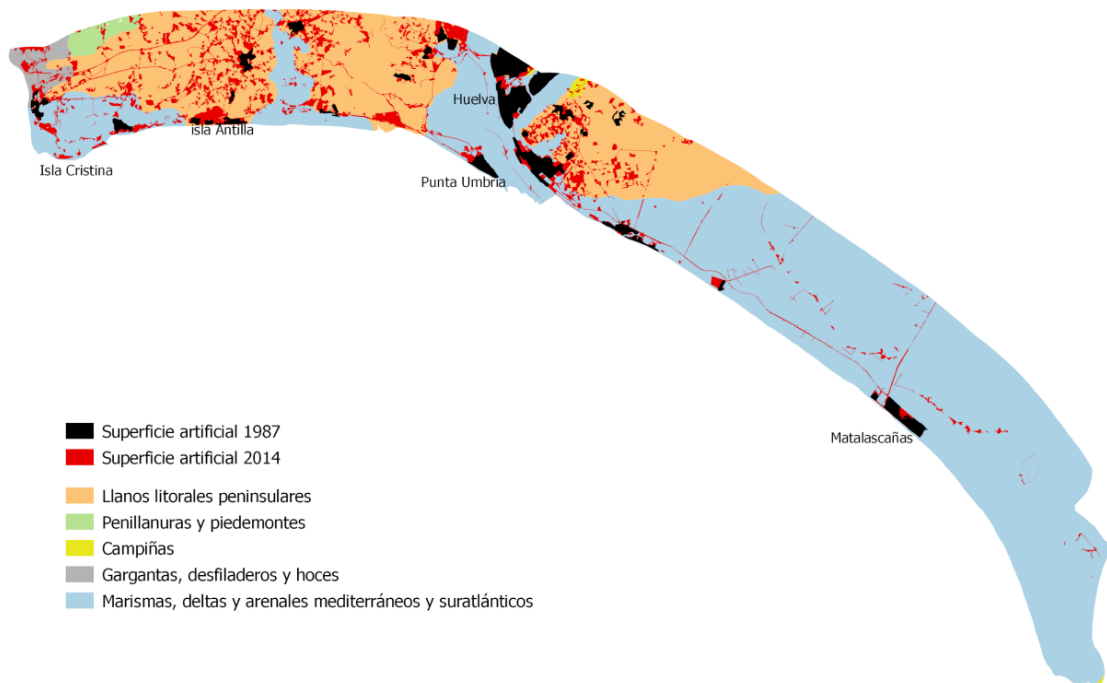 Huelva
isla Antilla
Isla Cristina
Punta Umbría
Matalascañas
Superficie artificial 1987
Superficie artificial 2014
Llanos litorales peninsulares
Penillanuras y piedemontes
Campiñas
Gargantas, desfiladeros y hoces
Marismas, deltas y arenales mediterráneos y suratlánticos